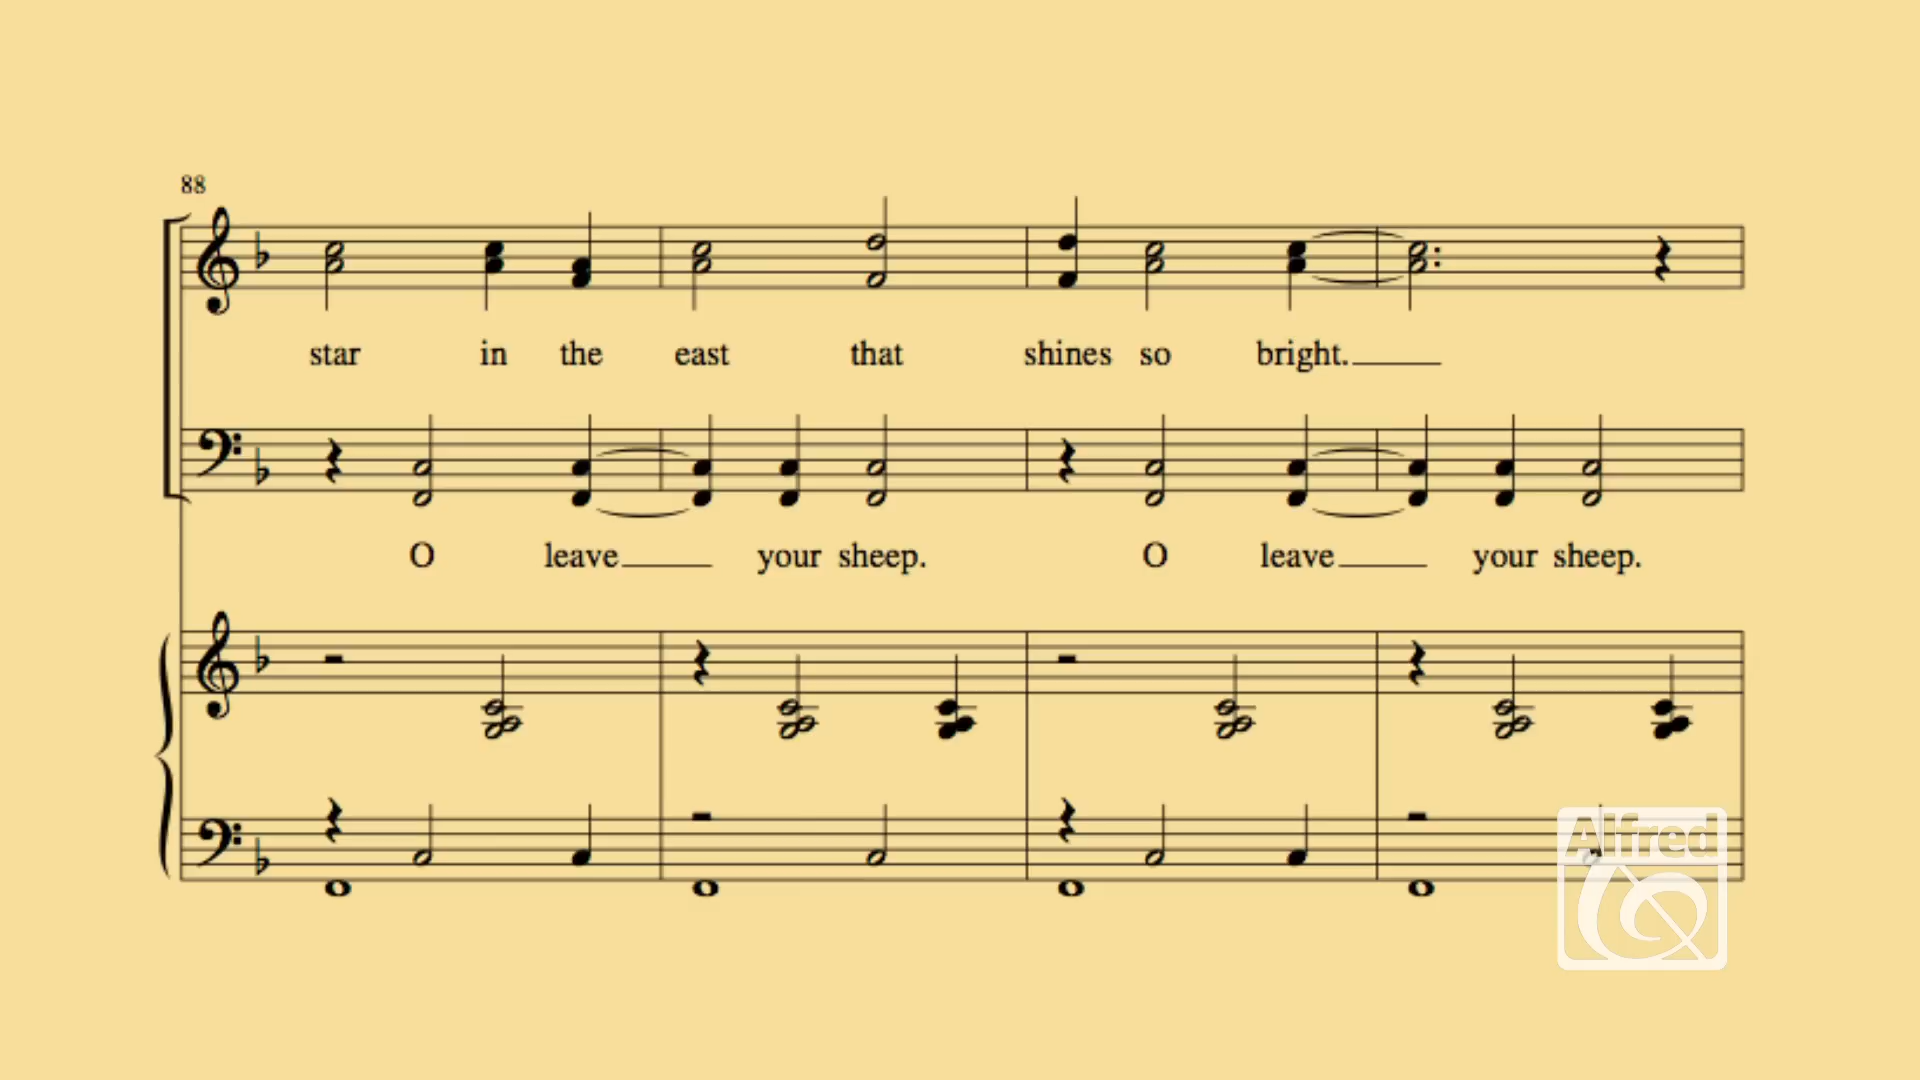 88
star in the east that shines so bright.
O leave your sheep. O leave your sheep.
Alfred